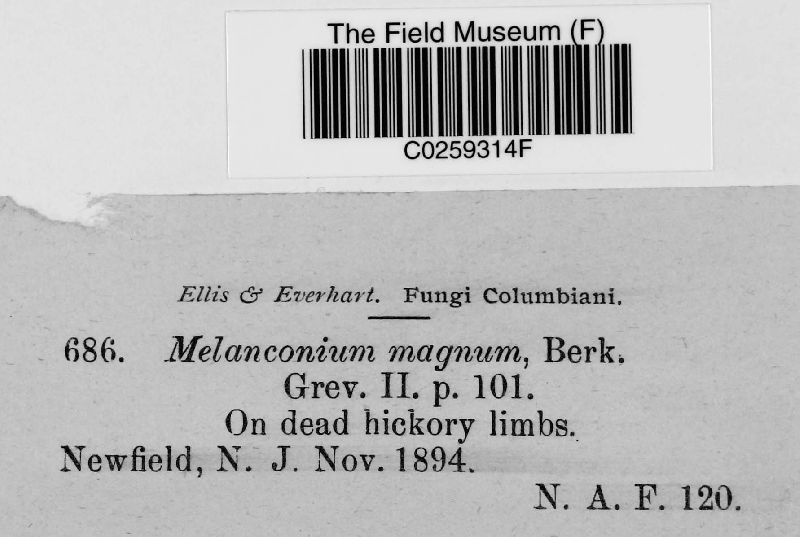 The Field Museum (F)
C0259314F
Ellis & Everhart. Fungi Columbiani.
686. Melanconium magnum, Berk.
Grev. II. p. 101.
On dead hickory limbs.
Newfield, N. J. Nov. 1894.
N. A. F. 120.